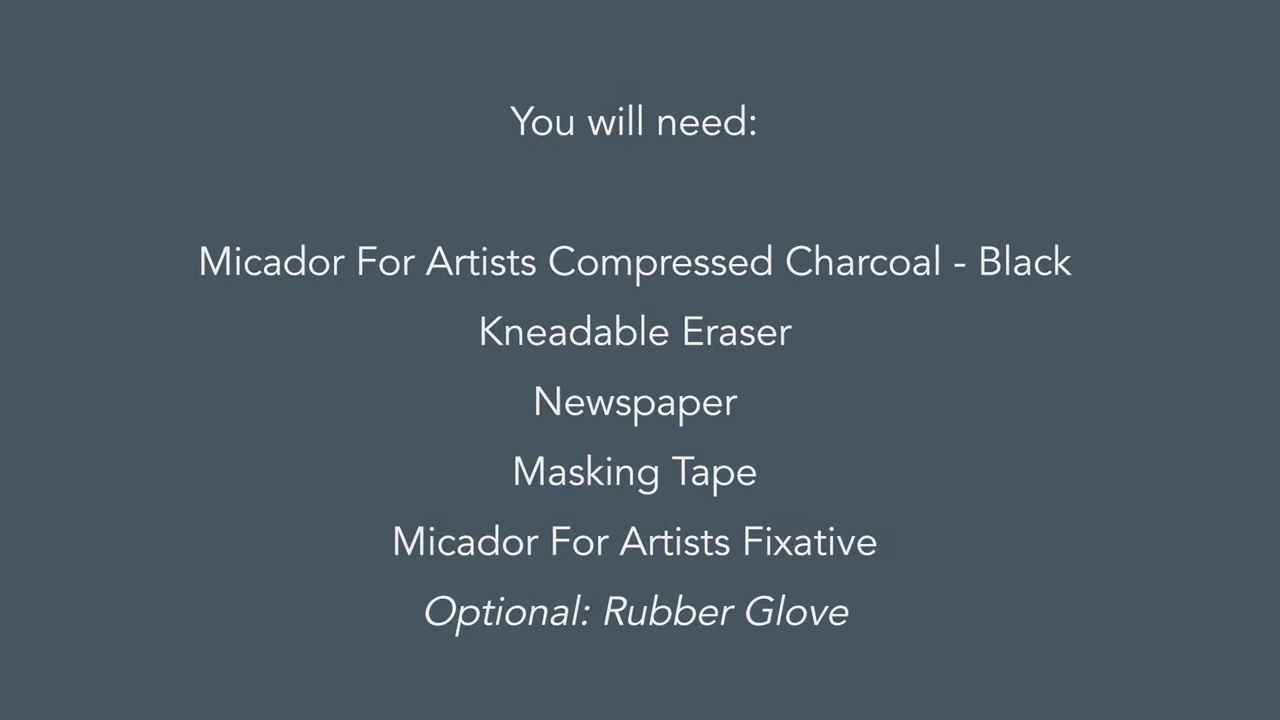 You will need:
Micador For Artists Compressed Charcoal - Black
Kneadable Eraser
Newspaper
Masking Tape
Micador For Artists Fixative
Optional: Rubber Glove